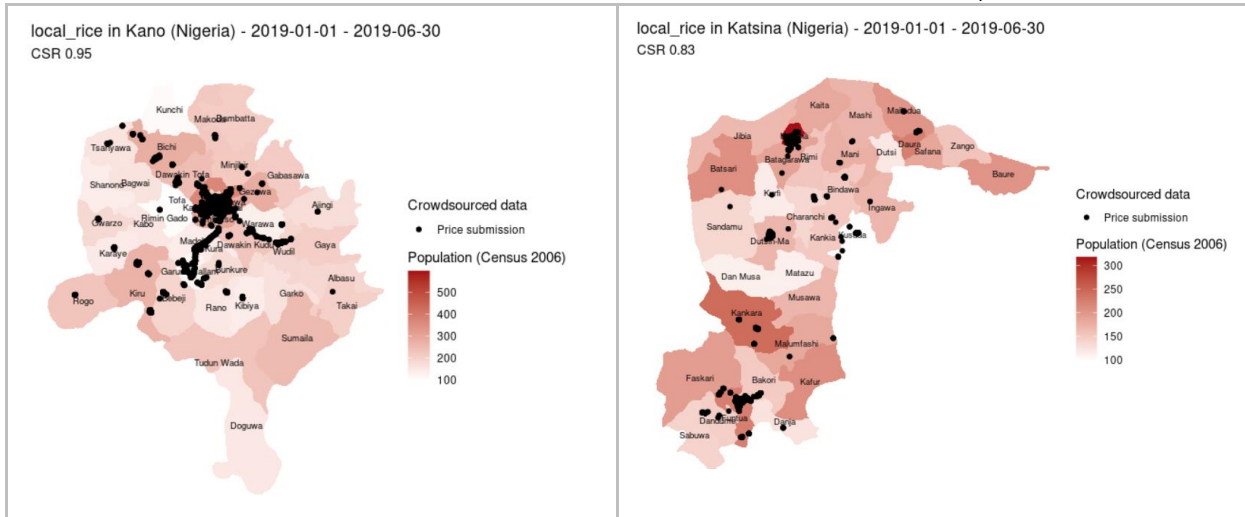 local_rice in Kano (Nigeria) - 2019-01-01 - 2019-06-30
CSR 0.95
Kunchi
Makoda
Bambatta
Tsanyawa
Bichi
Minjibir
Shanono
Bagwai
Dawakin Tofa
Gabasawa
Gezawa
Tofa
Ajingi
Gwarzo
Kabo
Rimin Gado
Warawa
Karaye
Kura
Dawakin Kudu
Wudil
Gaya
Bunkure
Albasu
Rogo
Kiru
Bebeji
Rano
Kibiya
Garko
Takai
Sumaila
Tudun Wada
Doguwa
Crowdsourced data
Price submission
Population (Census 2006)
500
400
300
200
100
local_rice in Katsina (Nigeria) - 2019-01-01 - 2019-06-30
CSR 0.83
Kaita
Mashi
Jibia
Batagarawa
Rimi
Mani
Dutsi
Daura
Safana
Zango
Batsari
Baure
Bindawa
Ingawa
Sandamu
Charanchi
Dutsin-Ma
Kankia
Kusada
Dan Musa
Matazu
Musawa
Kankara
Malumfashi
Faskari
Bakori
Kafur
Dandume
Funtua
Danja
Sabuwa
Crowdsourced data
Price submission
Population (Census 2006)
300
250
200
150
100